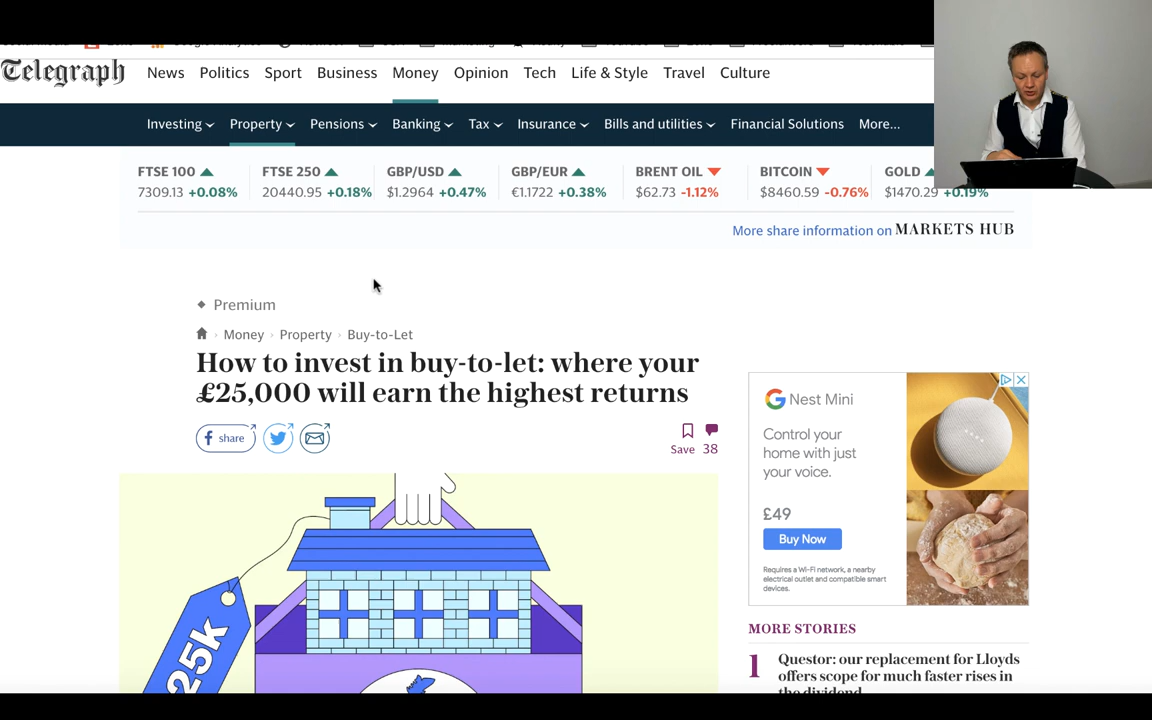 Telegraph
News Politics Sport Business Money Opinion Tech Life & Style Travel Culture
Investing Property Pensions Banking Tax Insurance Bills and utilities Financial Solutions More...
FTSE 100 FTSE 250 GBP/USD GBP/EUR BRENT OIL BITCOIN GOLD
7309.13 +0.08% 20440.95 +0.18% $1.2964 +0.47% €1.1722 +0.38% $62.73 -1.12% $8460.59 -0.76% $1470.29 +0.19%
More share information on MARKETS HUB
Premium
Money › Property › Buy-to-Let
How to invest in buy-to-let: where your
£25,000 will earn the highest returns
share
Save 38
25k
Nest Mini
Control your
home with just
your voice.
£49
Buy Now
Requires a Wi-Fi network, a nearby
electrical outlet and compatible smart
devices.
MORE STORIES
1 Questor: our replacement for Lloyds
offers scope for much faster rises in
the dividend